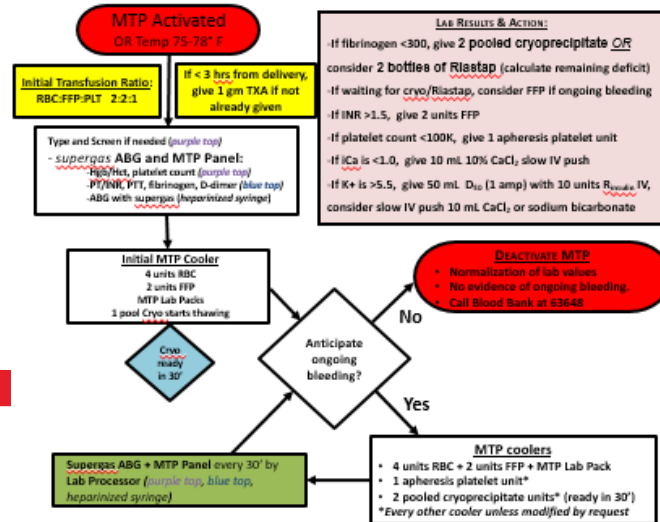 MTP Activated
OR Temp 75-78° F
Initial Transfusion Ratio:
RBC:FFP:PLT 2:2:1
If < 3 hrs from delivery,
give 1 gm TXA if not
already given
Type and Screen if needed (purple top)
- supergas ABG and MTP Panel:
-Hgb/Hct, platelet count (purple top)
-PT/INR, PTT, fibrinogen, D-dimer (blue top)
-ABG with supergas (heparinized syringe)
Initial MTP Cooler
4 units RBC
2 units FFP
MTP Lab Packs
1 pool Cryo starts thawing
Cryo
ready
in 30'
LAB RESULTS & ACTION:
-If fibrinogen <300, give 2 pooled cryoprecipitate OR
consider 2 bottles of Riastap (calculate remaining deficit)
-If waiting for cryo/Riastap, consider FFP if ongoing bleeding
-If INR >1.5, give 2 units FFP
-If platelet count <100K, give 1 apheresis platelet unit
-If iCa is <1.0, give 10 mL 10% CaCl2 slow IV push
-If K+ is >5.5, give 50 mL D50 (1 amp) with 10 units Rinsulin IV,
consider slow IV push 10 mL CaCl2 or sodium bicarbonate
DEACTIVATE MTP
• Normalization of lab values
• No evidence of ongoing bleeding.
• Call Blood Bank at 63648
No
Anticipate
ongoing
bleeding?
Yes
MTP coolers
• 4 units RBC + 2 units FFP + MTP Lab Pack
• 1 apheresis platelet unit*
• 2 pooled cryoprecipitate units* (ready in 30')
*Every other cooler unless modified by request
Supergas ABG + MTP Panel every 30' by
Lab Processor (purple top, blue top,
heparinized syringe)